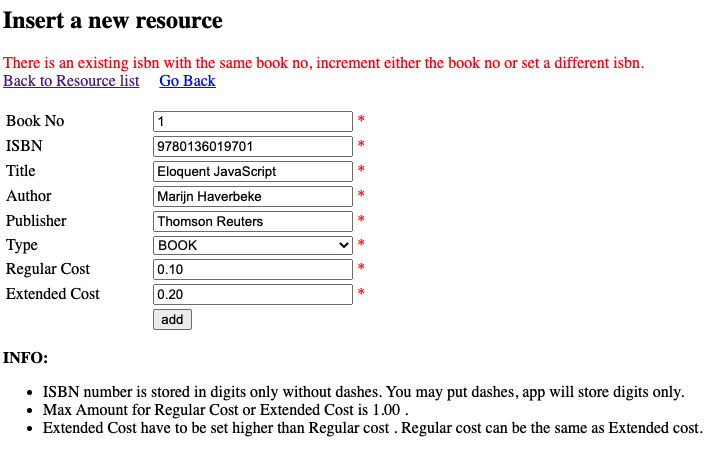 Insert a new resource
There is an existing isbn with the same book no, increment either the book no or set a different isbn.
Back to Resource list Go Back
Book No 1 *
ISBN 9780136019701 *
Title Eloquent JavaScript *
Author Marijn Haverbeke *
Publisher Thomson Reuters *
Type BOOK *
Regular Cost 0.10 *
Extended Cost 0.20 *
add
INFO:
• ISBN number is stored in digits only without dashes. You may put dashes, app will store digits only.
• Max Amount for Regular Cost or Extended Cost is 1.00 .
• Extended Cost have to be set higher than Regular cost . Regular cost can be the same as Extended cost.